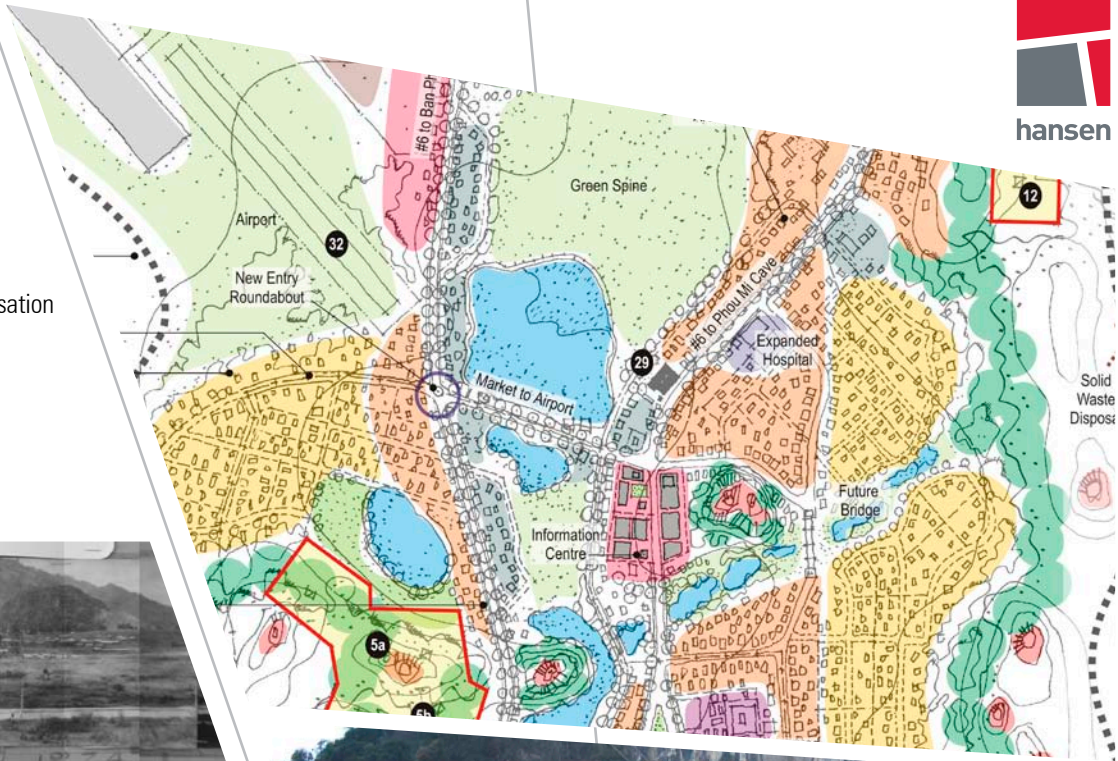 hansen
#6 to Ban Ph
Green Spine
12
Airport
32
New Entry
Roundabout
sation
#6 to Phou Mi Cave
Expanded
Hospital
29
Market to Airport
Solid
Waste
Disposa
Future
Bridge
Information
Centre
5a
5b